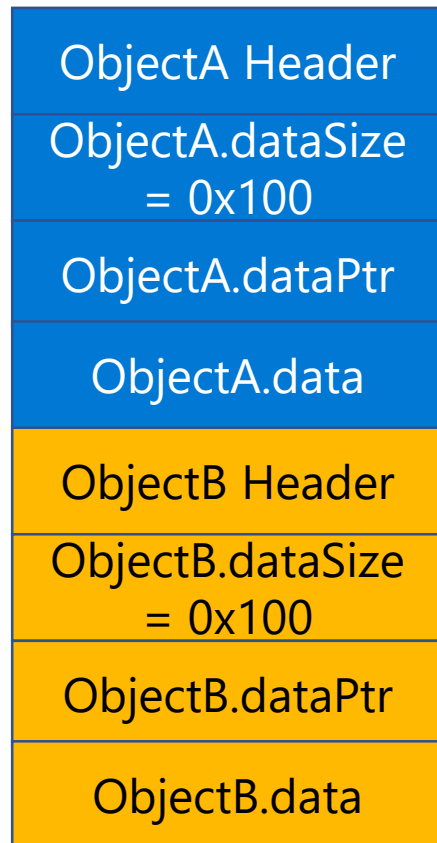 ObjectA Header
ObjectA.dataSize
= 0x100
ObjectA.dataPtr
ObjectA.data
ObjectB Header
ObjectB.dataSize
= 0x100
ObjectB.dataPtr
ObjectB.data